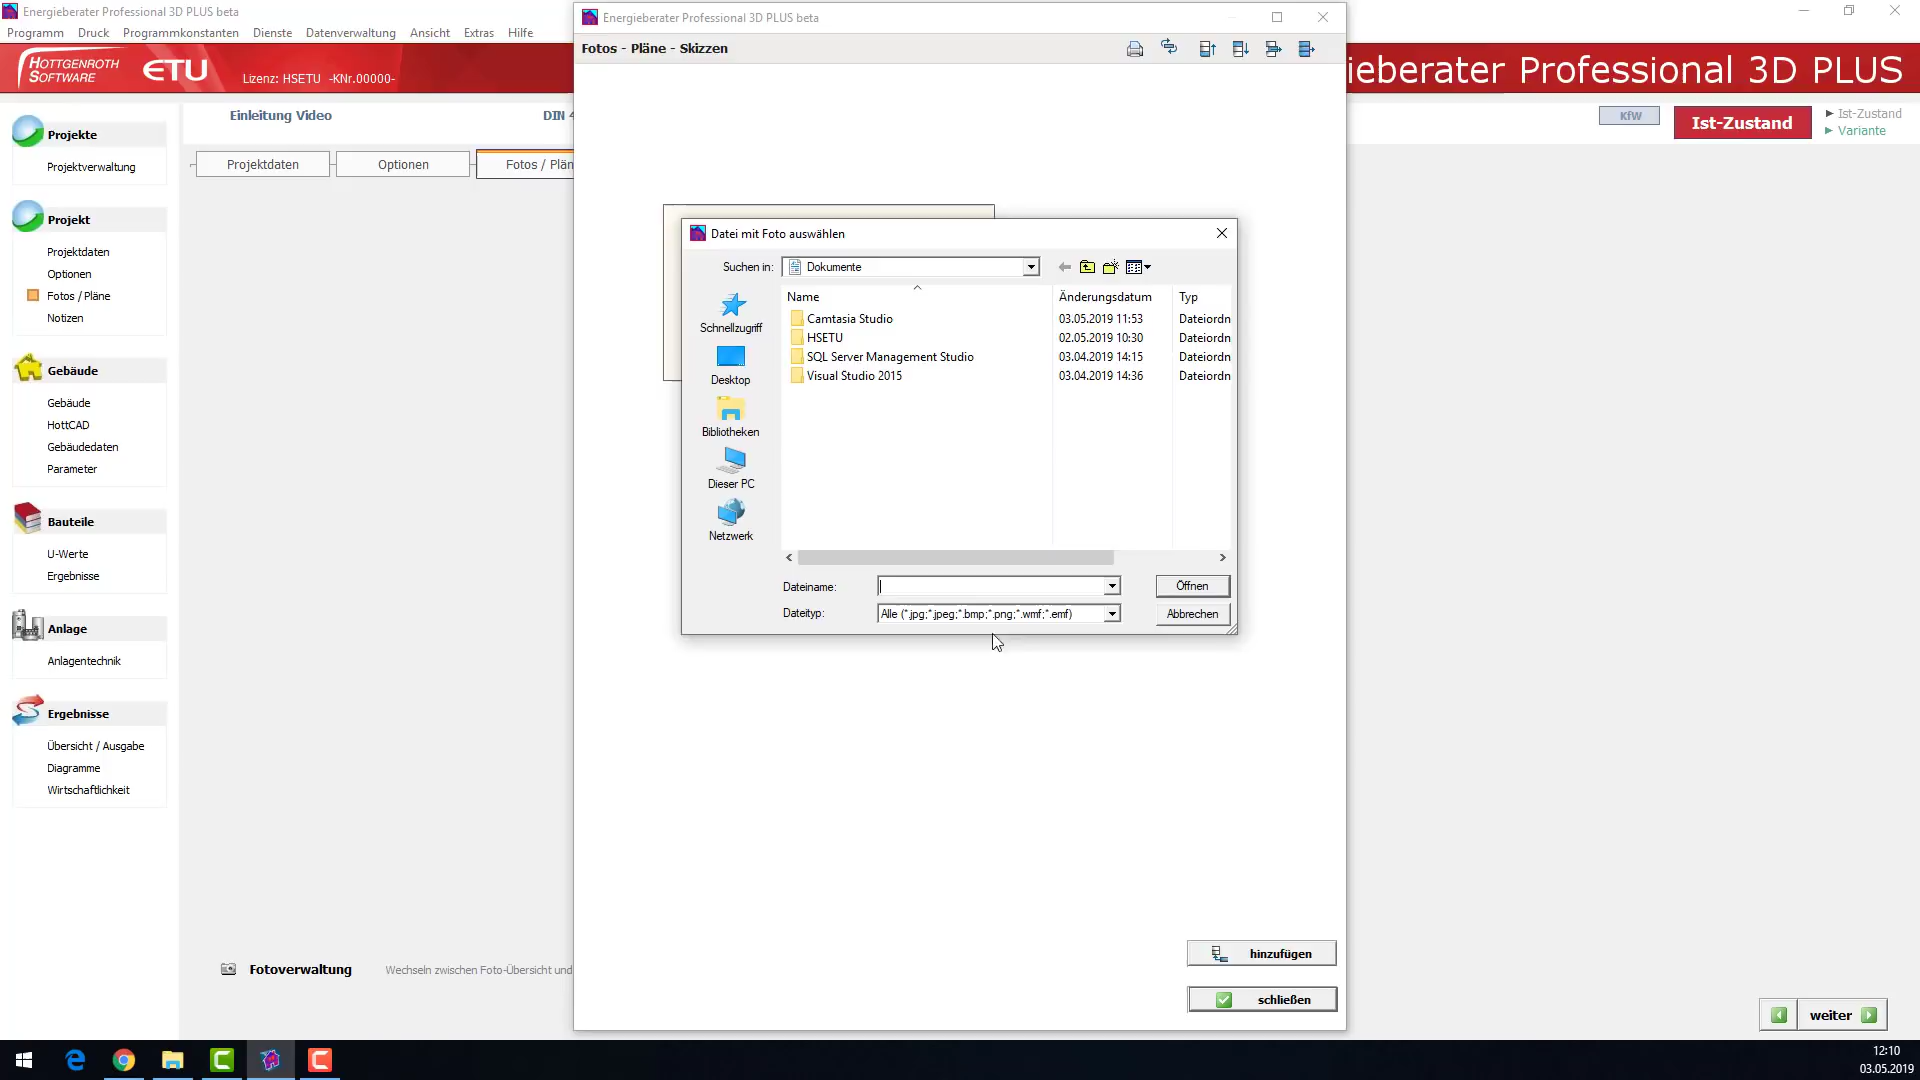 Energieberater Professional 3D PLUS beta
Programm Druck Programmkonstanten Dienste Datenverwaltung Ansicht Extras Hilfe
HOTTGENROTH
SOFTWARE
ETU
Lizenz: HSETU -KNr.00000-
ieberater Professional 3D PLUS
Einleitung Video
DIN 4
KfW
Ist-Zustand
Ist-Zustand
Variante
Projektdaten
Optionen
Fotos / Plän
Projekte
Projektverwaltung
Projekt
Projektdaten
Optionen
Fotos / Pläne
Notizen
Gebäude
Gebäude
HottCAD
Gebäudedaten
Parameter
Bauteile
U-Werte
Ergebnisse
Anlage
Anlagentechnik
Ergebnisse
Übersicht / Ausgabe
Diagramme
Wirtschaftlichkeit
Fotoverwaltung
Wechseln zwischen Foto-Übersicht und
Energieberater Professional 3D PLUS beta
Fotos - Pläne - Skizzen
Datei mit Foto auswählen
Suchen in: Dokumente
Schnellzugriff
Desktop
Bibliotheken
Dieser PC
Netzwerk
Name Änderungsdatum Typ
Camtasia Studio 03.05.2019 11:53 Dateiordn
HSETU 02.05.2019 10:30 Dateiordn
SQL Server Management Studio 03.04.2019 14:15 Dateiordn
Visual Studio 2015 03.04.2019 14:36 Dateiordn
Dateiname:
Öffnen
Dateityp: Alle (*.jpg;*.jpeg;*.bmp;*.png;*.wmf;*.emf)
Abbrechen
hinzufügen
schließen
weiter
12:10
03.05.2019